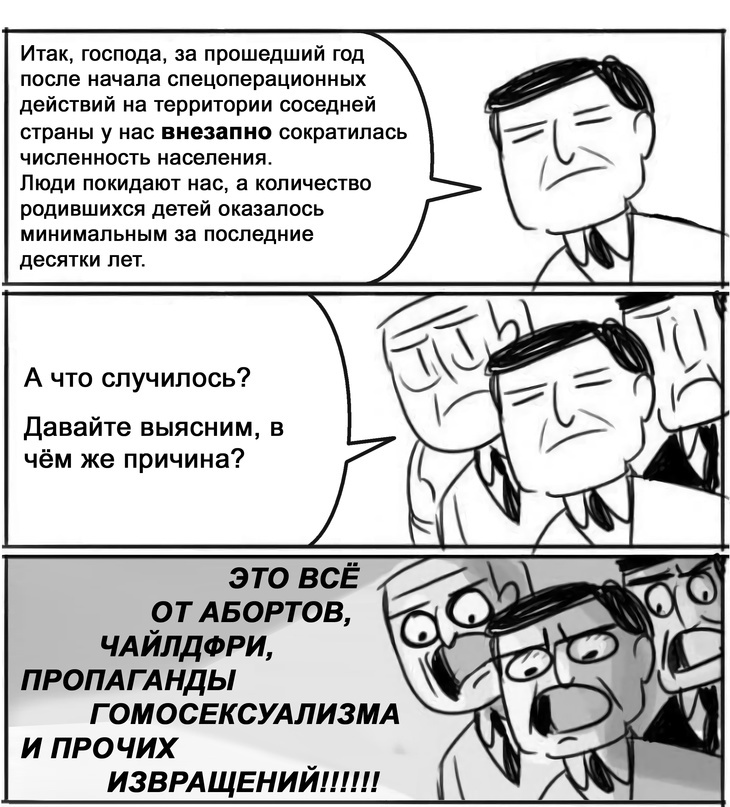 Итак, господа, за прошедший год
после начала спецоперационных
действий на территории соседней
страны у нас внезапно сократилась
численность населения.
Люди покидают нас, а количество
родившихся детей оказалось
минимальным за последние
десятки лет.
А что случилось?
Давайте выясним, в
чём же причина?
ЭТО ВСЁ
ОТ АБОРТОВ,
ЧАЙЛДФРИ,
ПРОПАГАНДЫ
ГОМОСЕКСУАЛИЗМА
И ПРОЧИХ
ИЗВРАЩЕНИЙ!!!!!!